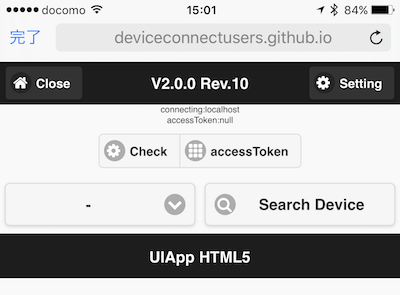 docomo 15:01 84%
完了 deviceconnectusers.github.io
Close V2.0.0 Rev.10 Setting
connecting:localhost
accessToken:null
Check accessToken
- Search Device
UIApp HTML5